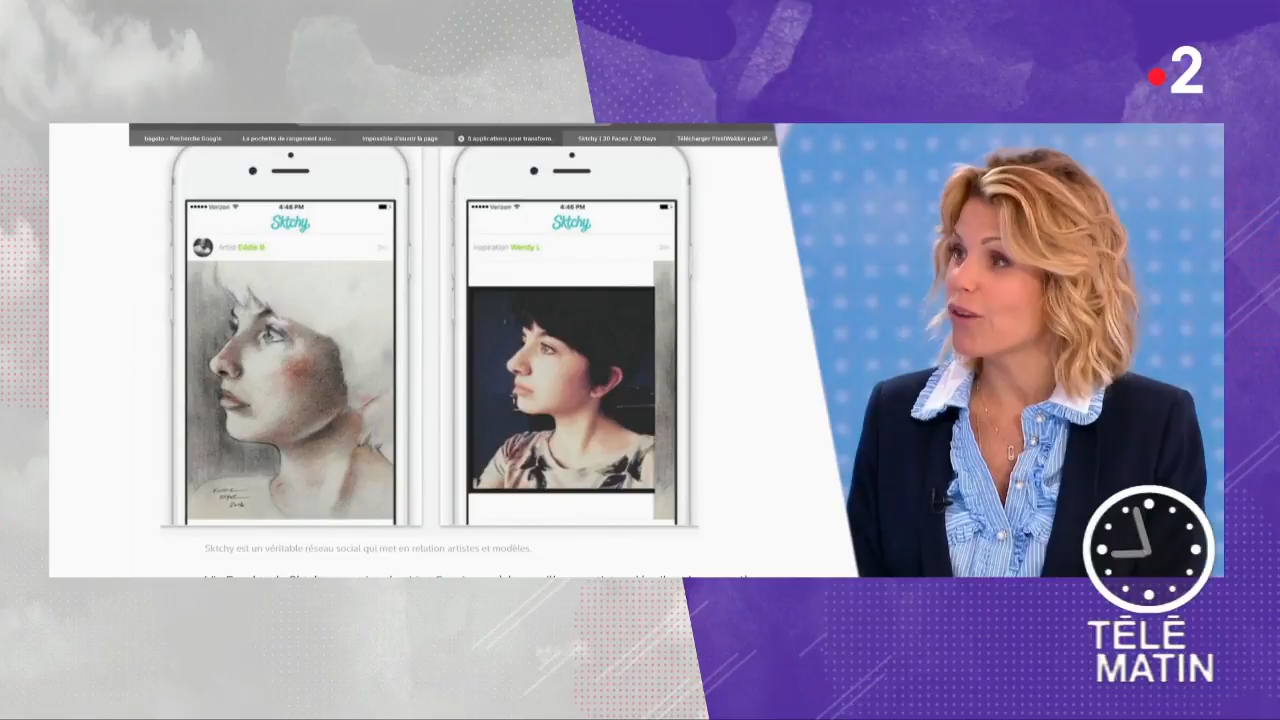 2
bagoto - Recherche Google
La pochette de rangement auto...
Impossible d'ouvrir la page
5 applications pour transform...
Sktchy | 30 Faces / 30 Days
Télécharger PixelWakker pour iP...
Verizon 4:46 PM
Sktchy
Artist Eddie B
Verizon 4:46 PM
Sktchy
Inspiration Wendy L
Sktchy est un véritable réseau social qui met en relation artistes et modèles.
TÉLÉ
MATIN